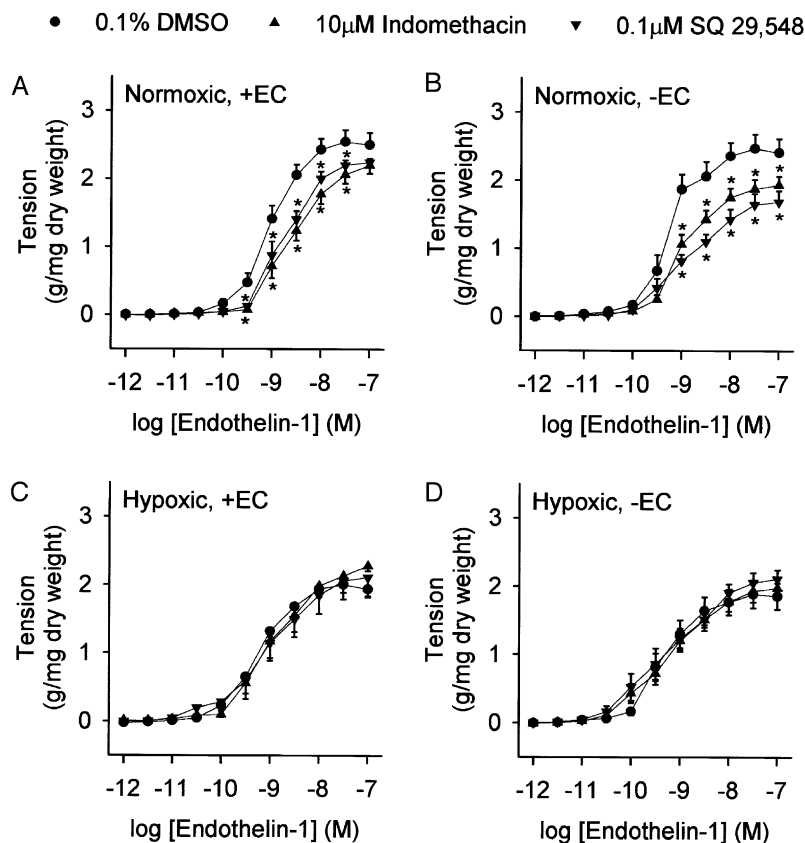 ● 0.1% DMSO ▲ 10μM Indomethacin ▼ 0.1μM SQ 29,548
A
Normoxic, +EC
Tension
(g/mg dry weight)
3
2
1
0
* * * * *
* * * * *
-12 -11 -10 -9 -8 -7
log [Endothelin-1] (M)
B
Normoxic, -EC
Tension
(g/mg dry weight)
3
2
1
0
* * * * *
* * * * *
-12 -11 -10 -9 -8 -7
log [Endothelin-1] (M)
C
Hypoxic, +EC
Tension
(g/mg dry weight)
3
2
1
0
-12 -11 -10 -9 -8 -7
log [Endothelin-1] (M)
D
Hypoxic, -EC
Tension
(g/mg dry weight)
3
2
1
0
-12 -11 -10 -9 -8 -7
log [Endothelin-1] (M)